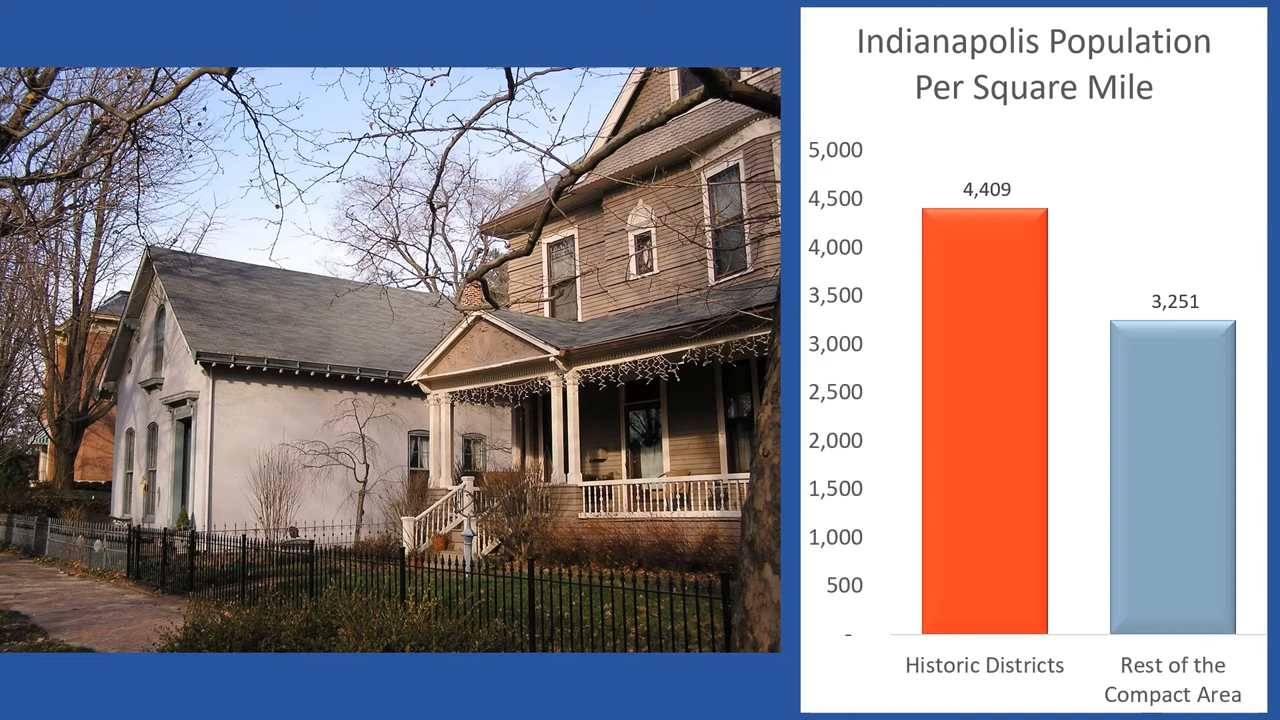 Indianapolis Population
Per Square Mile
5,000
4,500
4,000
3,500
3,000
2,500
2,000
1,500
1,000
500
-
4,409
3,251
Historic Districts
Rest of the
Compact Area